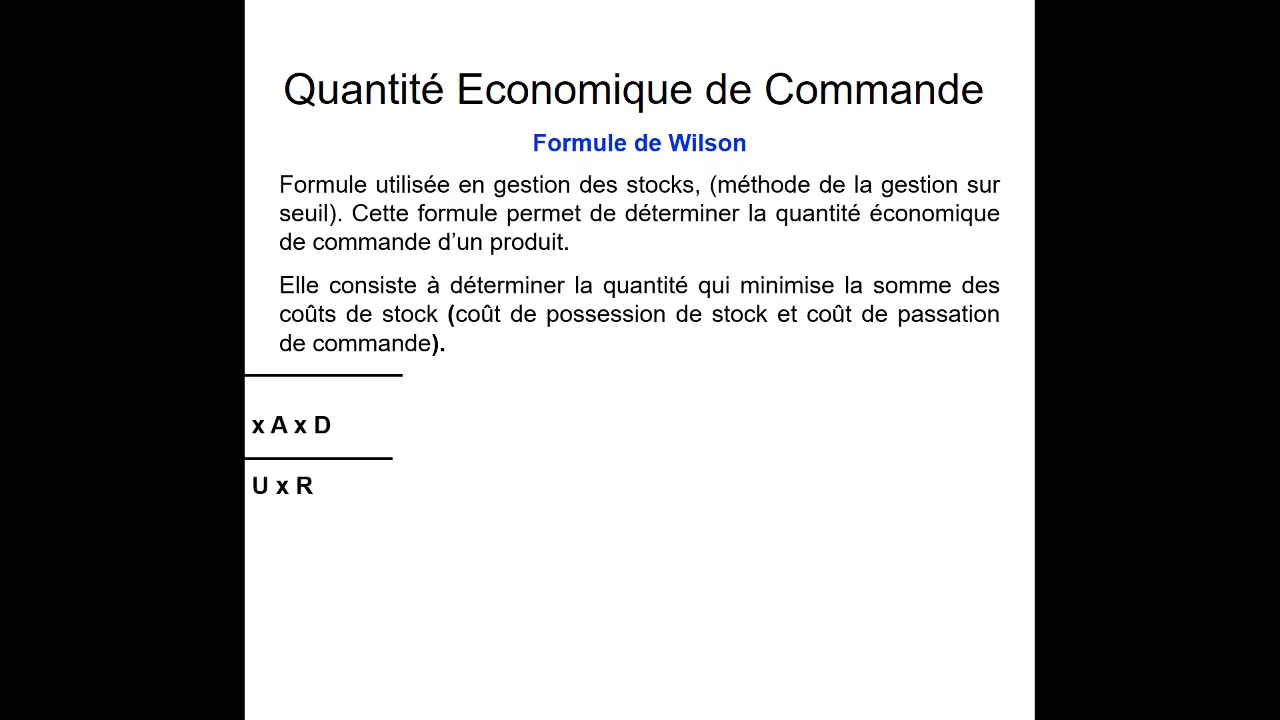 Quantité Economique de Commande
Formule de Wilson
Formule utilisée en gestion des stocks, (méthode de la gestion sur
seuil). Cette formule permet de déterminer la quantité économique
de commande d’un produit.
Elle consiste à déterminer la quantité qui minimise la somme des
coûts de stock (coût de possession de stock et coût de passation
de commande).
x A x D
U x R